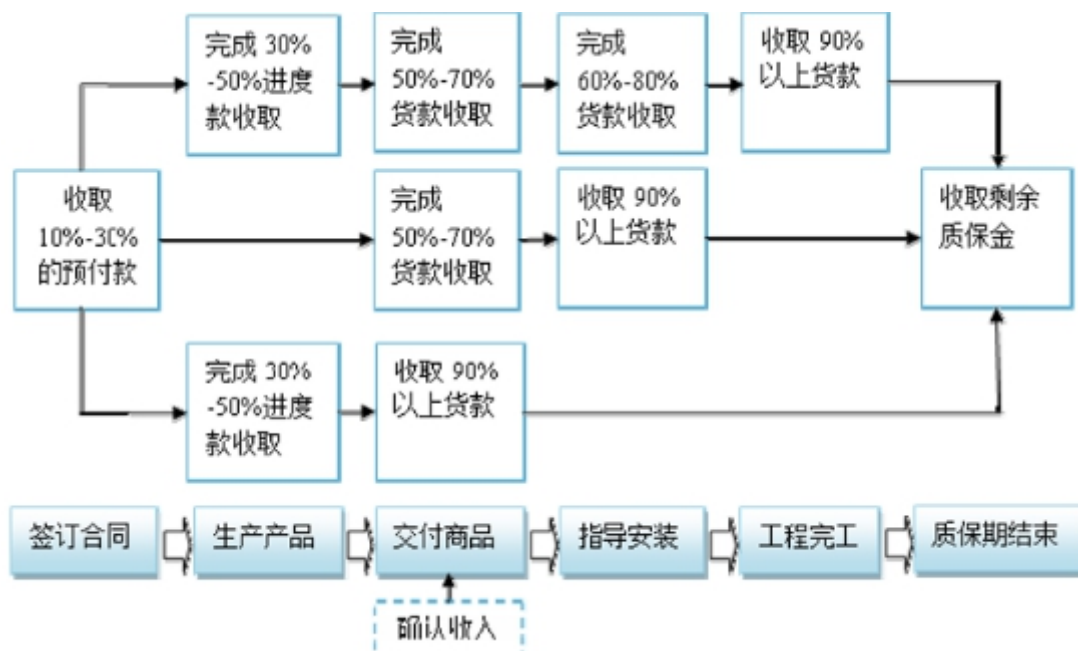 完成 30%
-50%进度
款收取
完成
50%-70%
货款收取
完成
60%-80%
货款收取
收取 90%
以上货款
收取
10%-30%
的预付款
完成
50%-70%
货款收取
收取 90%
以上货款
收取剩余
质保金
完成 30%
-50%进度
款收取
收取 90%
以上货款
签订合同
生产产品
交付商品
指导安装
工程完工
质保期结束
确认收入